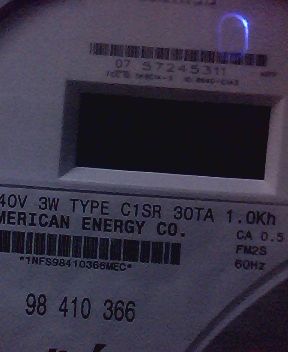 07 57245311
40V 3W TYPE C1SR 30TA 1.0Kh
MERICAN ENERGY CO.
CA 0.5
FM2S
60Hz
*1NFS98410366MEC*
98 410 366